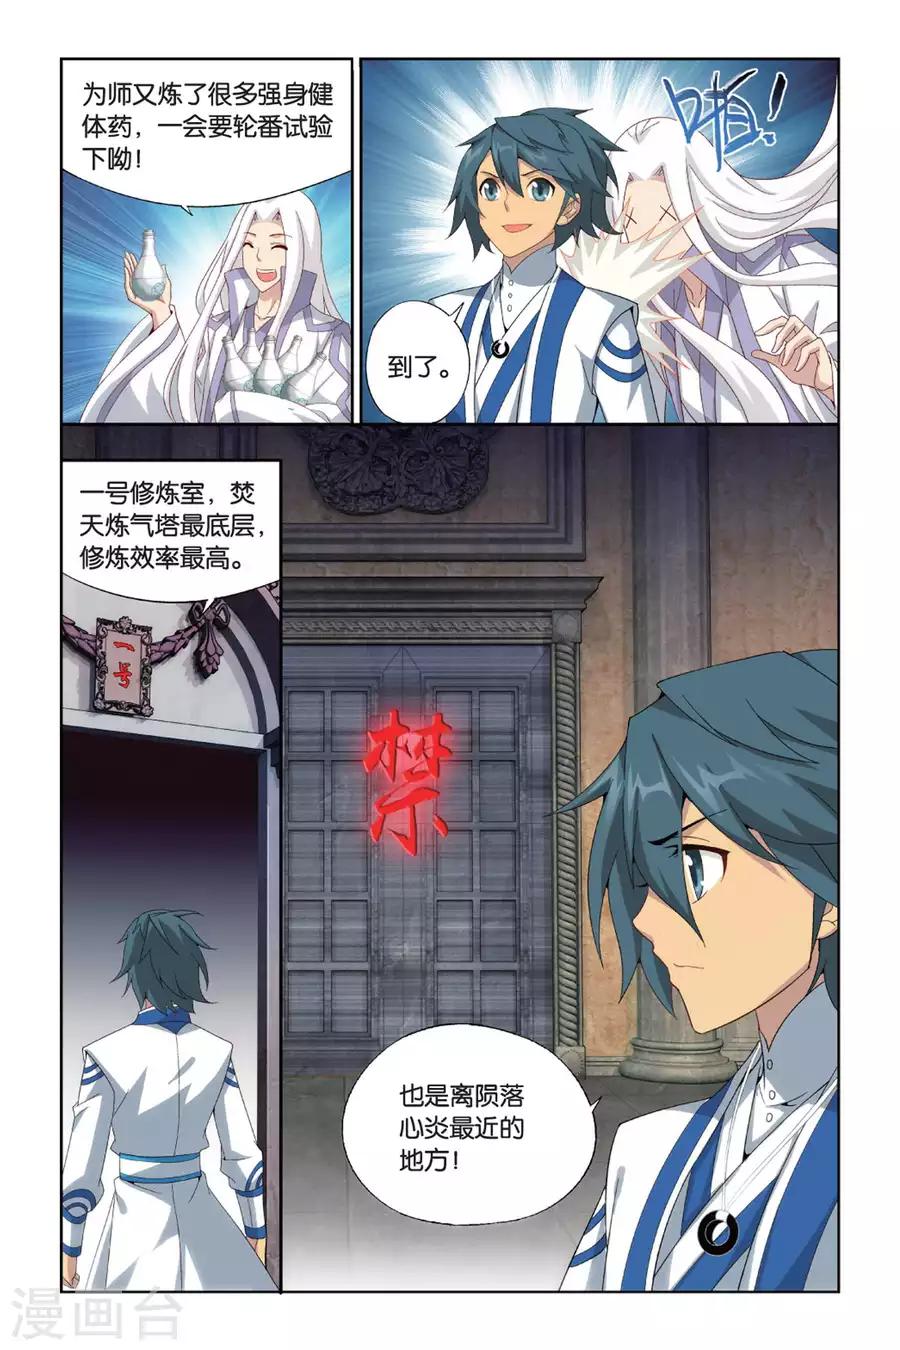 为师又炼了很多强身健
体药，一会要轮番试验
下呦！
啪！
到了。
一号修炼室，焚
天炼气塔最底层，
修炼效率最高。
一号
禁
也是离陨落
心炎最近的
地方！
漫画台